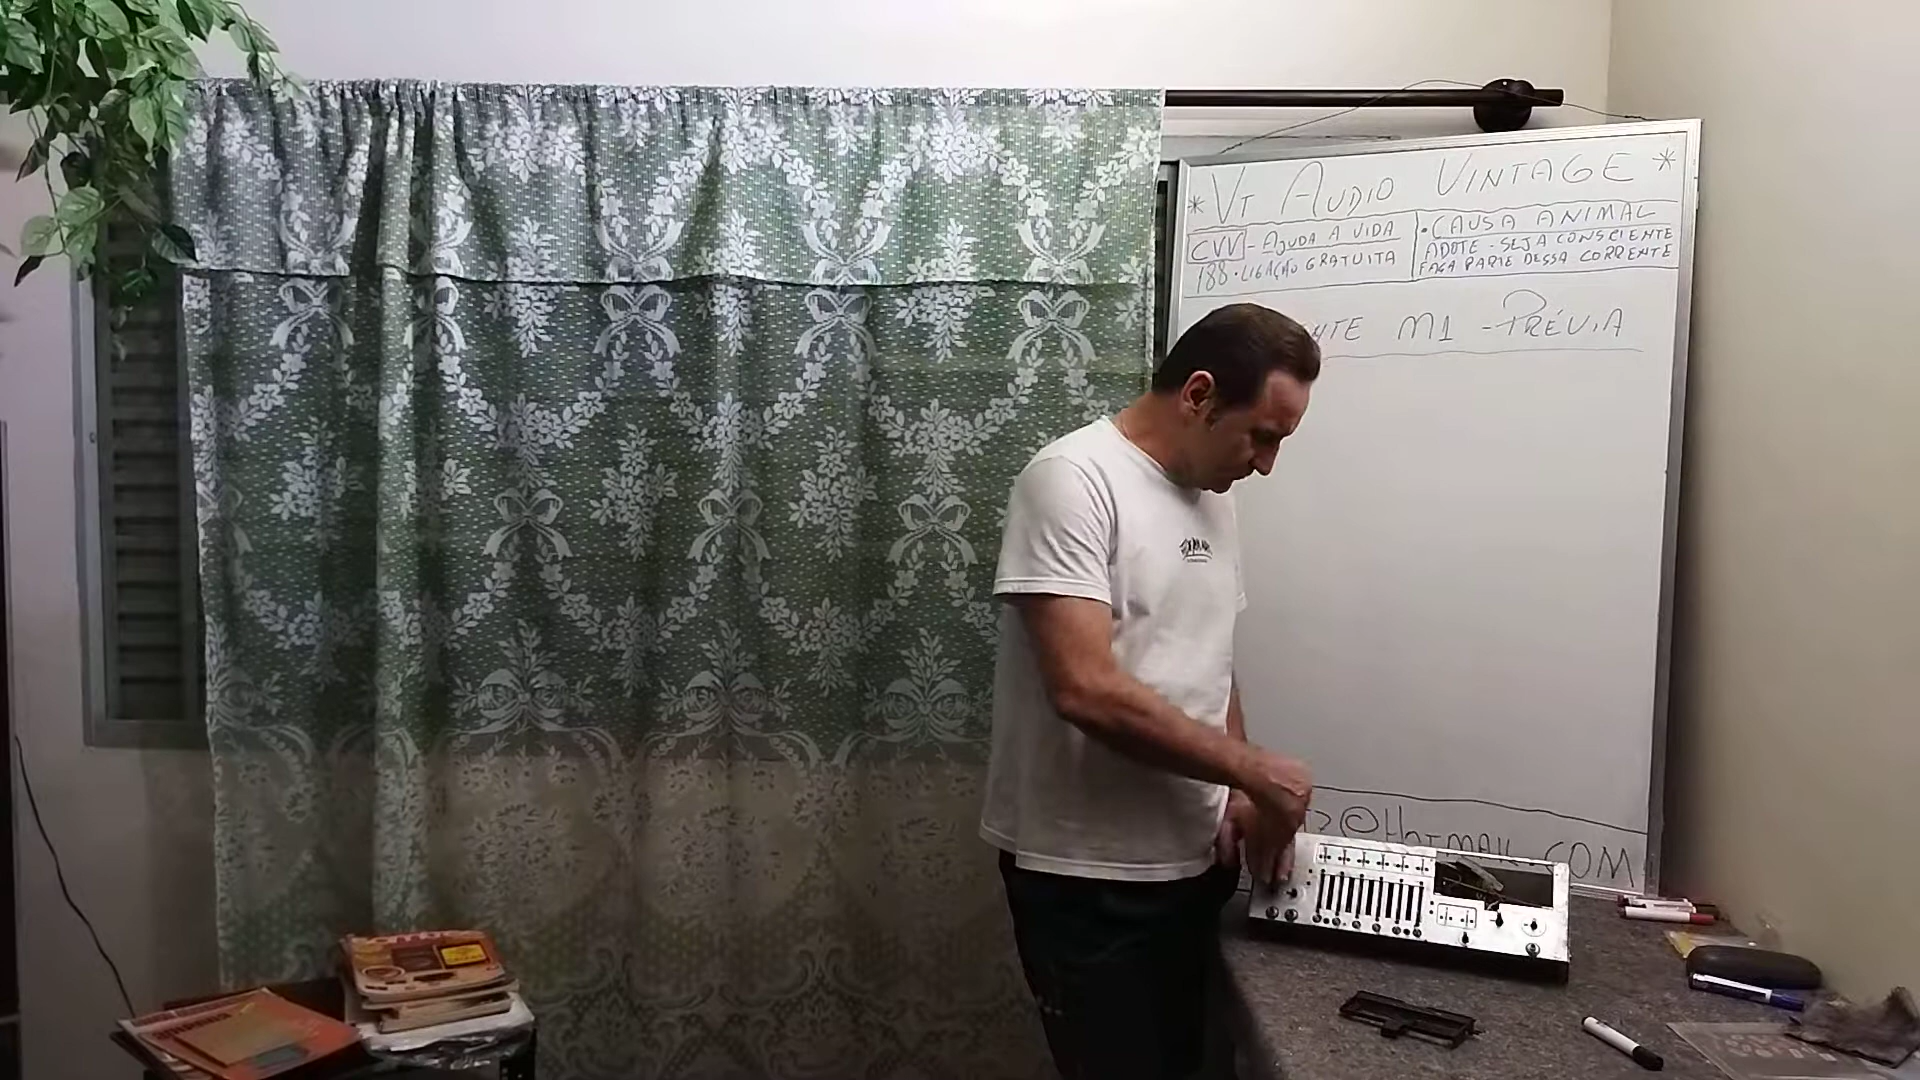 * VT AUDIO VINTAGE *
CVV - AJUDA A VIDA
188 • LIGAÇÃO GRATUITA
• CAUSA ANIMAL
ADOTE - SEJA CONSCIENTE
FAÇA PARTE DESSA CORRENTE
M1 - PRÉVIA
@HOTMAIL.COM